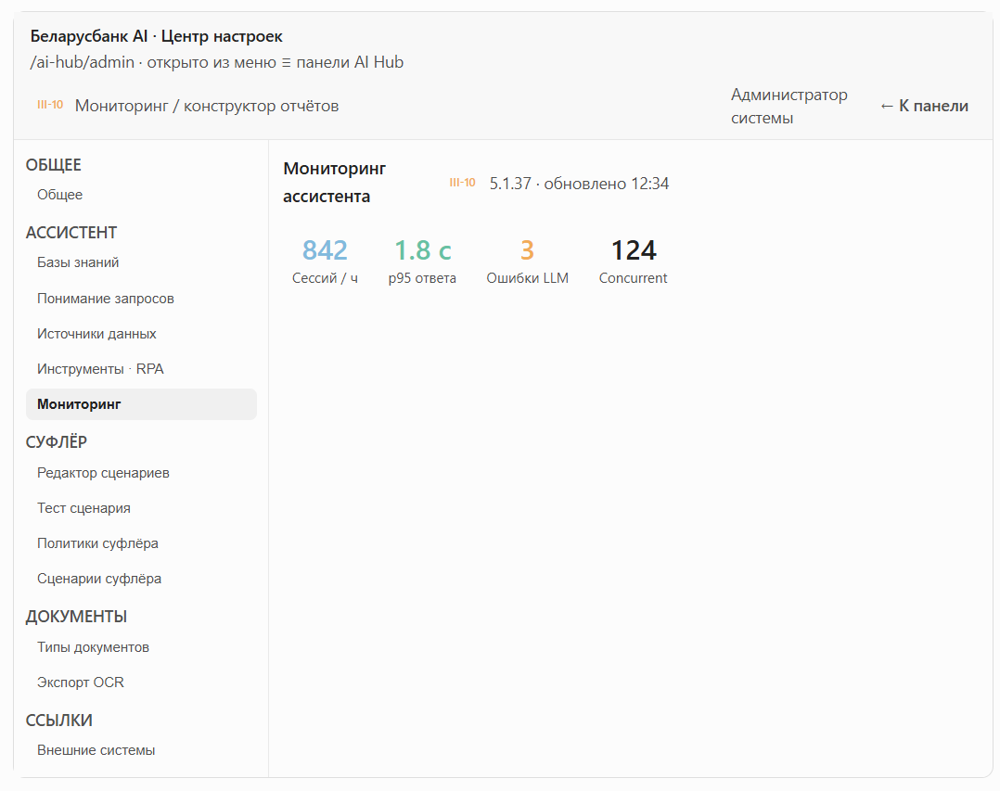 Беларусбанк AI · Центр настроек
/ai-hub/admin · открыто из меню ☰ панели AI Hub
III-10 Мониторинг / конструктор отчётов
Администратор
системы
← К панели
ОБЩЕЕ
Общее
АССИСТЕНТ
Базы знаний
Понимание запросов
Источники данных
Инструменты · RPA
Мониторинг
СУФЛЁР
Редактор сценариев
Тест сценария
Политики суфлёра
Сценарии суфлёра
ДОКУМЕНТЫ
Типы документов
Экспорт OCR
ССЫЛКИ
Внешние системы
Мониторинг
ассистента
III-10 5.1.37 · обновлено 12:34
842
Сессий / ч
1.8 с
p95 ответа
3
Ошибки LLM
124
Concurrent